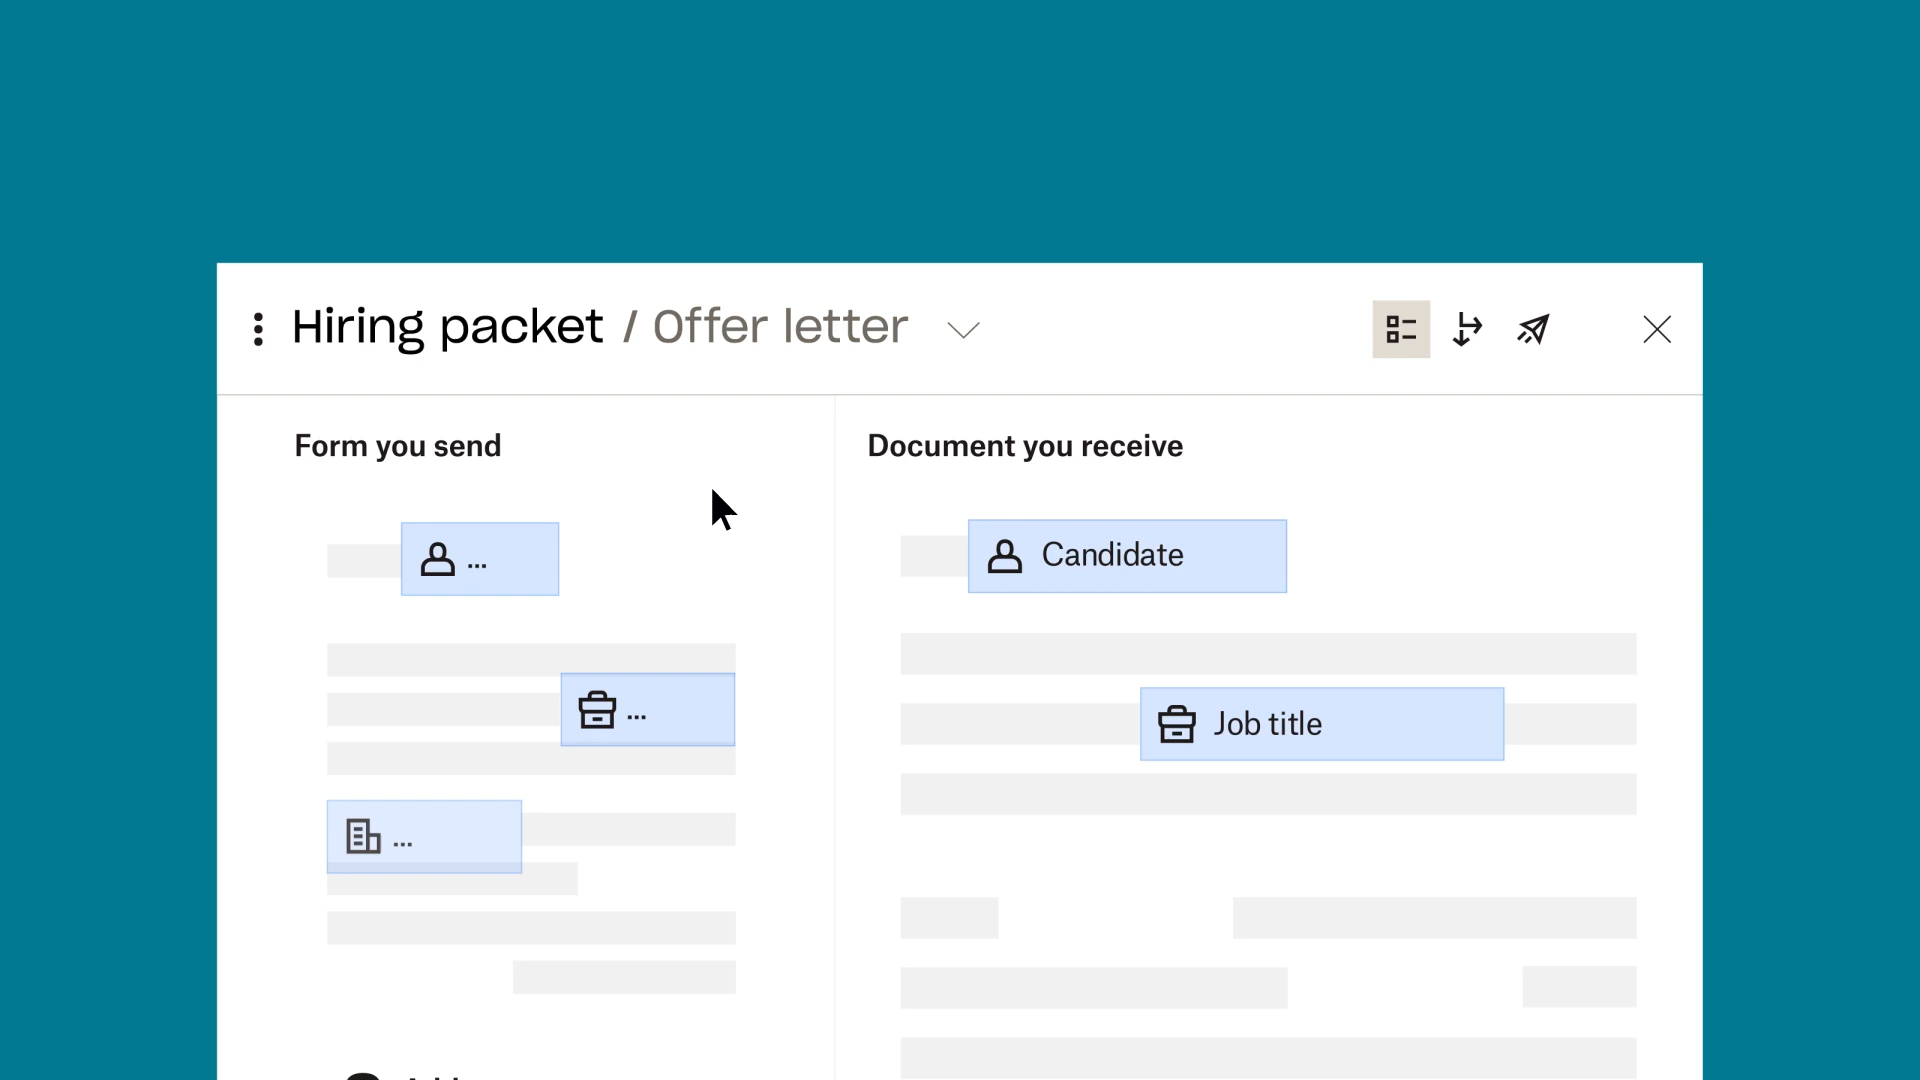 Hiring packet / Offer letter
Form you send
Document you receive
...
Candidate
...
Job title
...